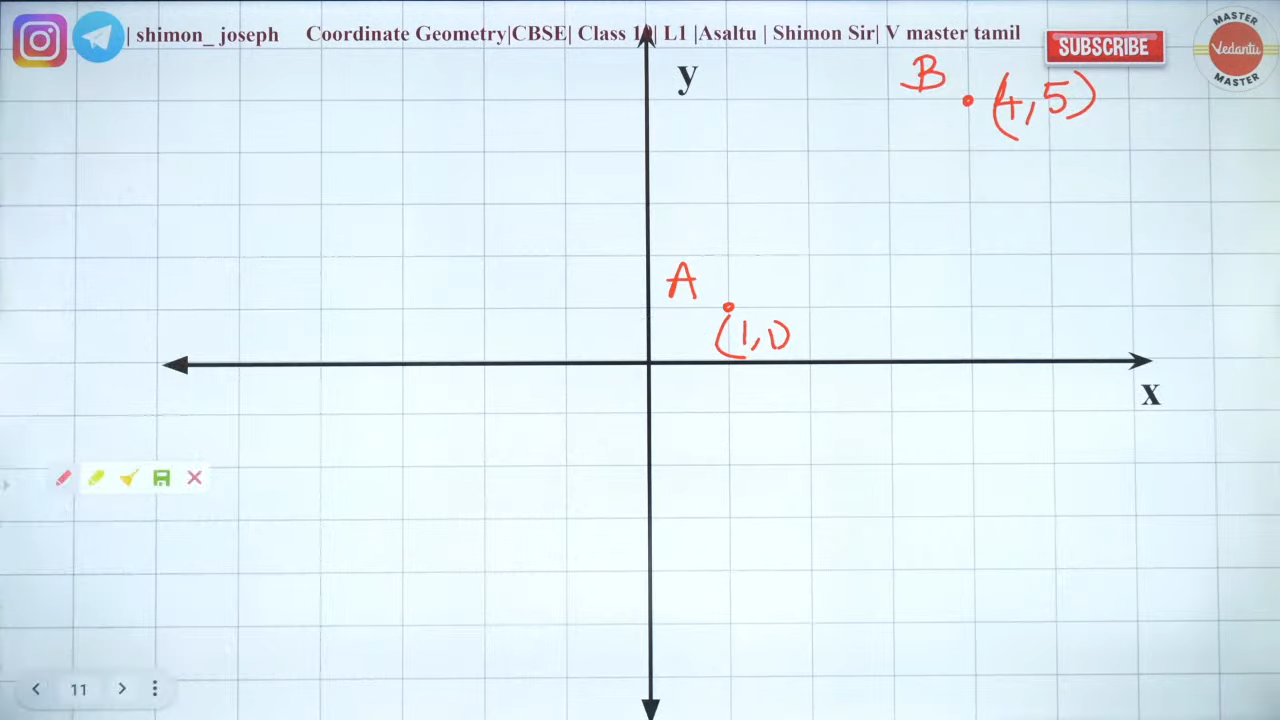 | shimon_ joseph Coordinate Geometry|CBSE| Class 10| L1 |Asaltu | Shimon Sir| V master tamil
SUBSCRIBE
MASTER
Vedantu
MASTER
y
B
(4,5)
A
(1,1)
x
11